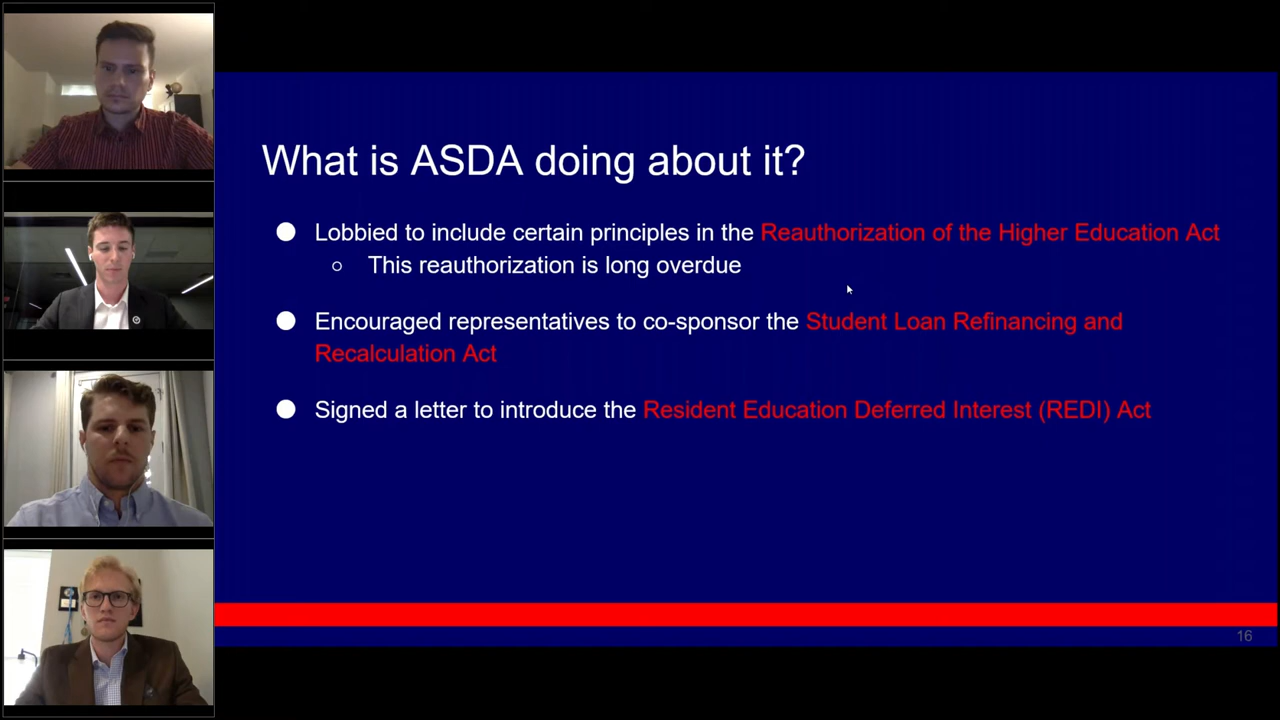 What is ASDA doing about it?
● Lobbied to include certain principles in the Reauthorization of the Higher Education Act
○ This reauthorization is long overdue
● Encouraged representatives to co-sponsor the Student Loan Refinancing and
Recalculation Act
● Signed a letter to introduce the Resident Education Deferred Interest (REDI) Act
16